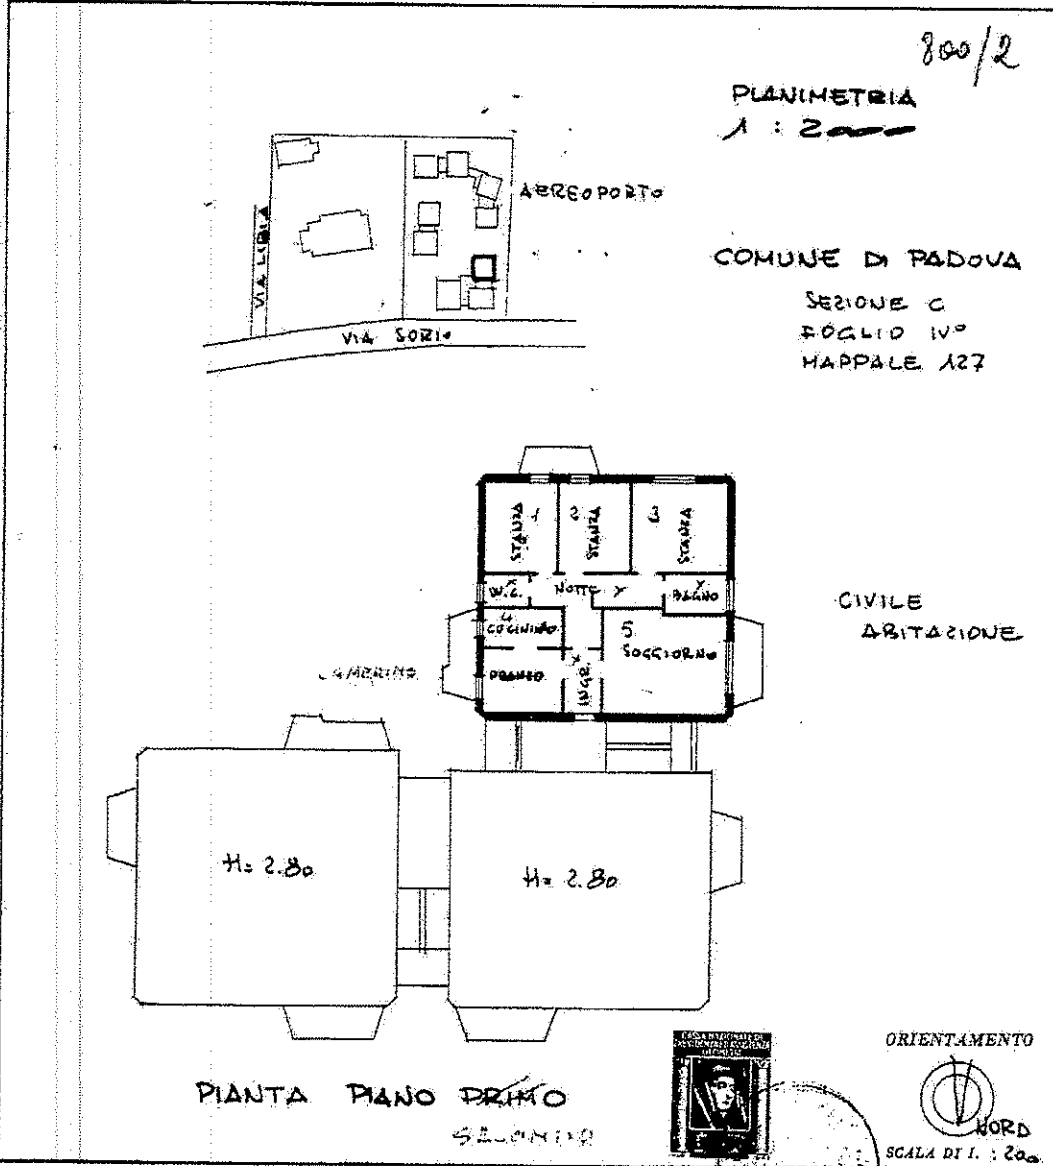 800/2
PLANIMETRIA
1 : 2000
AEREOPORTO
VIA LIBIA
VIA SORIO
COMUNE DI PADOVA
SEZIONE C
FOGLIO IV°
MAPPALE 127
STANZA 1
2 STANZA
3 STANZA
W.C. X
NOTTE X
BAGNO X
4
CUCININO
5
SOGGIORNO
PRANZO
INGR. X
CIVILE
ABITAZIONE
H= 2.80
H= 2.80
PIANTA PIANO PRIMO
ORIENTAMENTO
NORD
SCALA DI 1 : 200